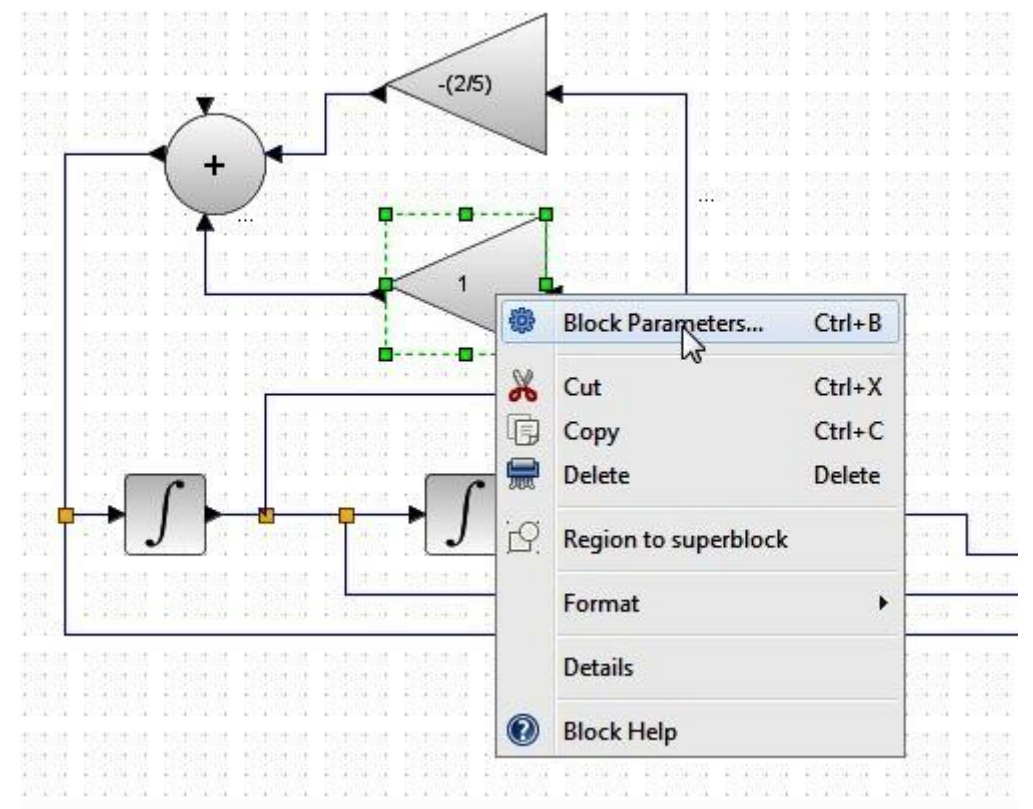 -(2/5)
+
...
...
1
Block Parameters... Ctrl+B
Cut Ctrl+X
Copy Ctrl+C
Delete Delete
∫
∫
Region to superblock
Format
Details
Block Help